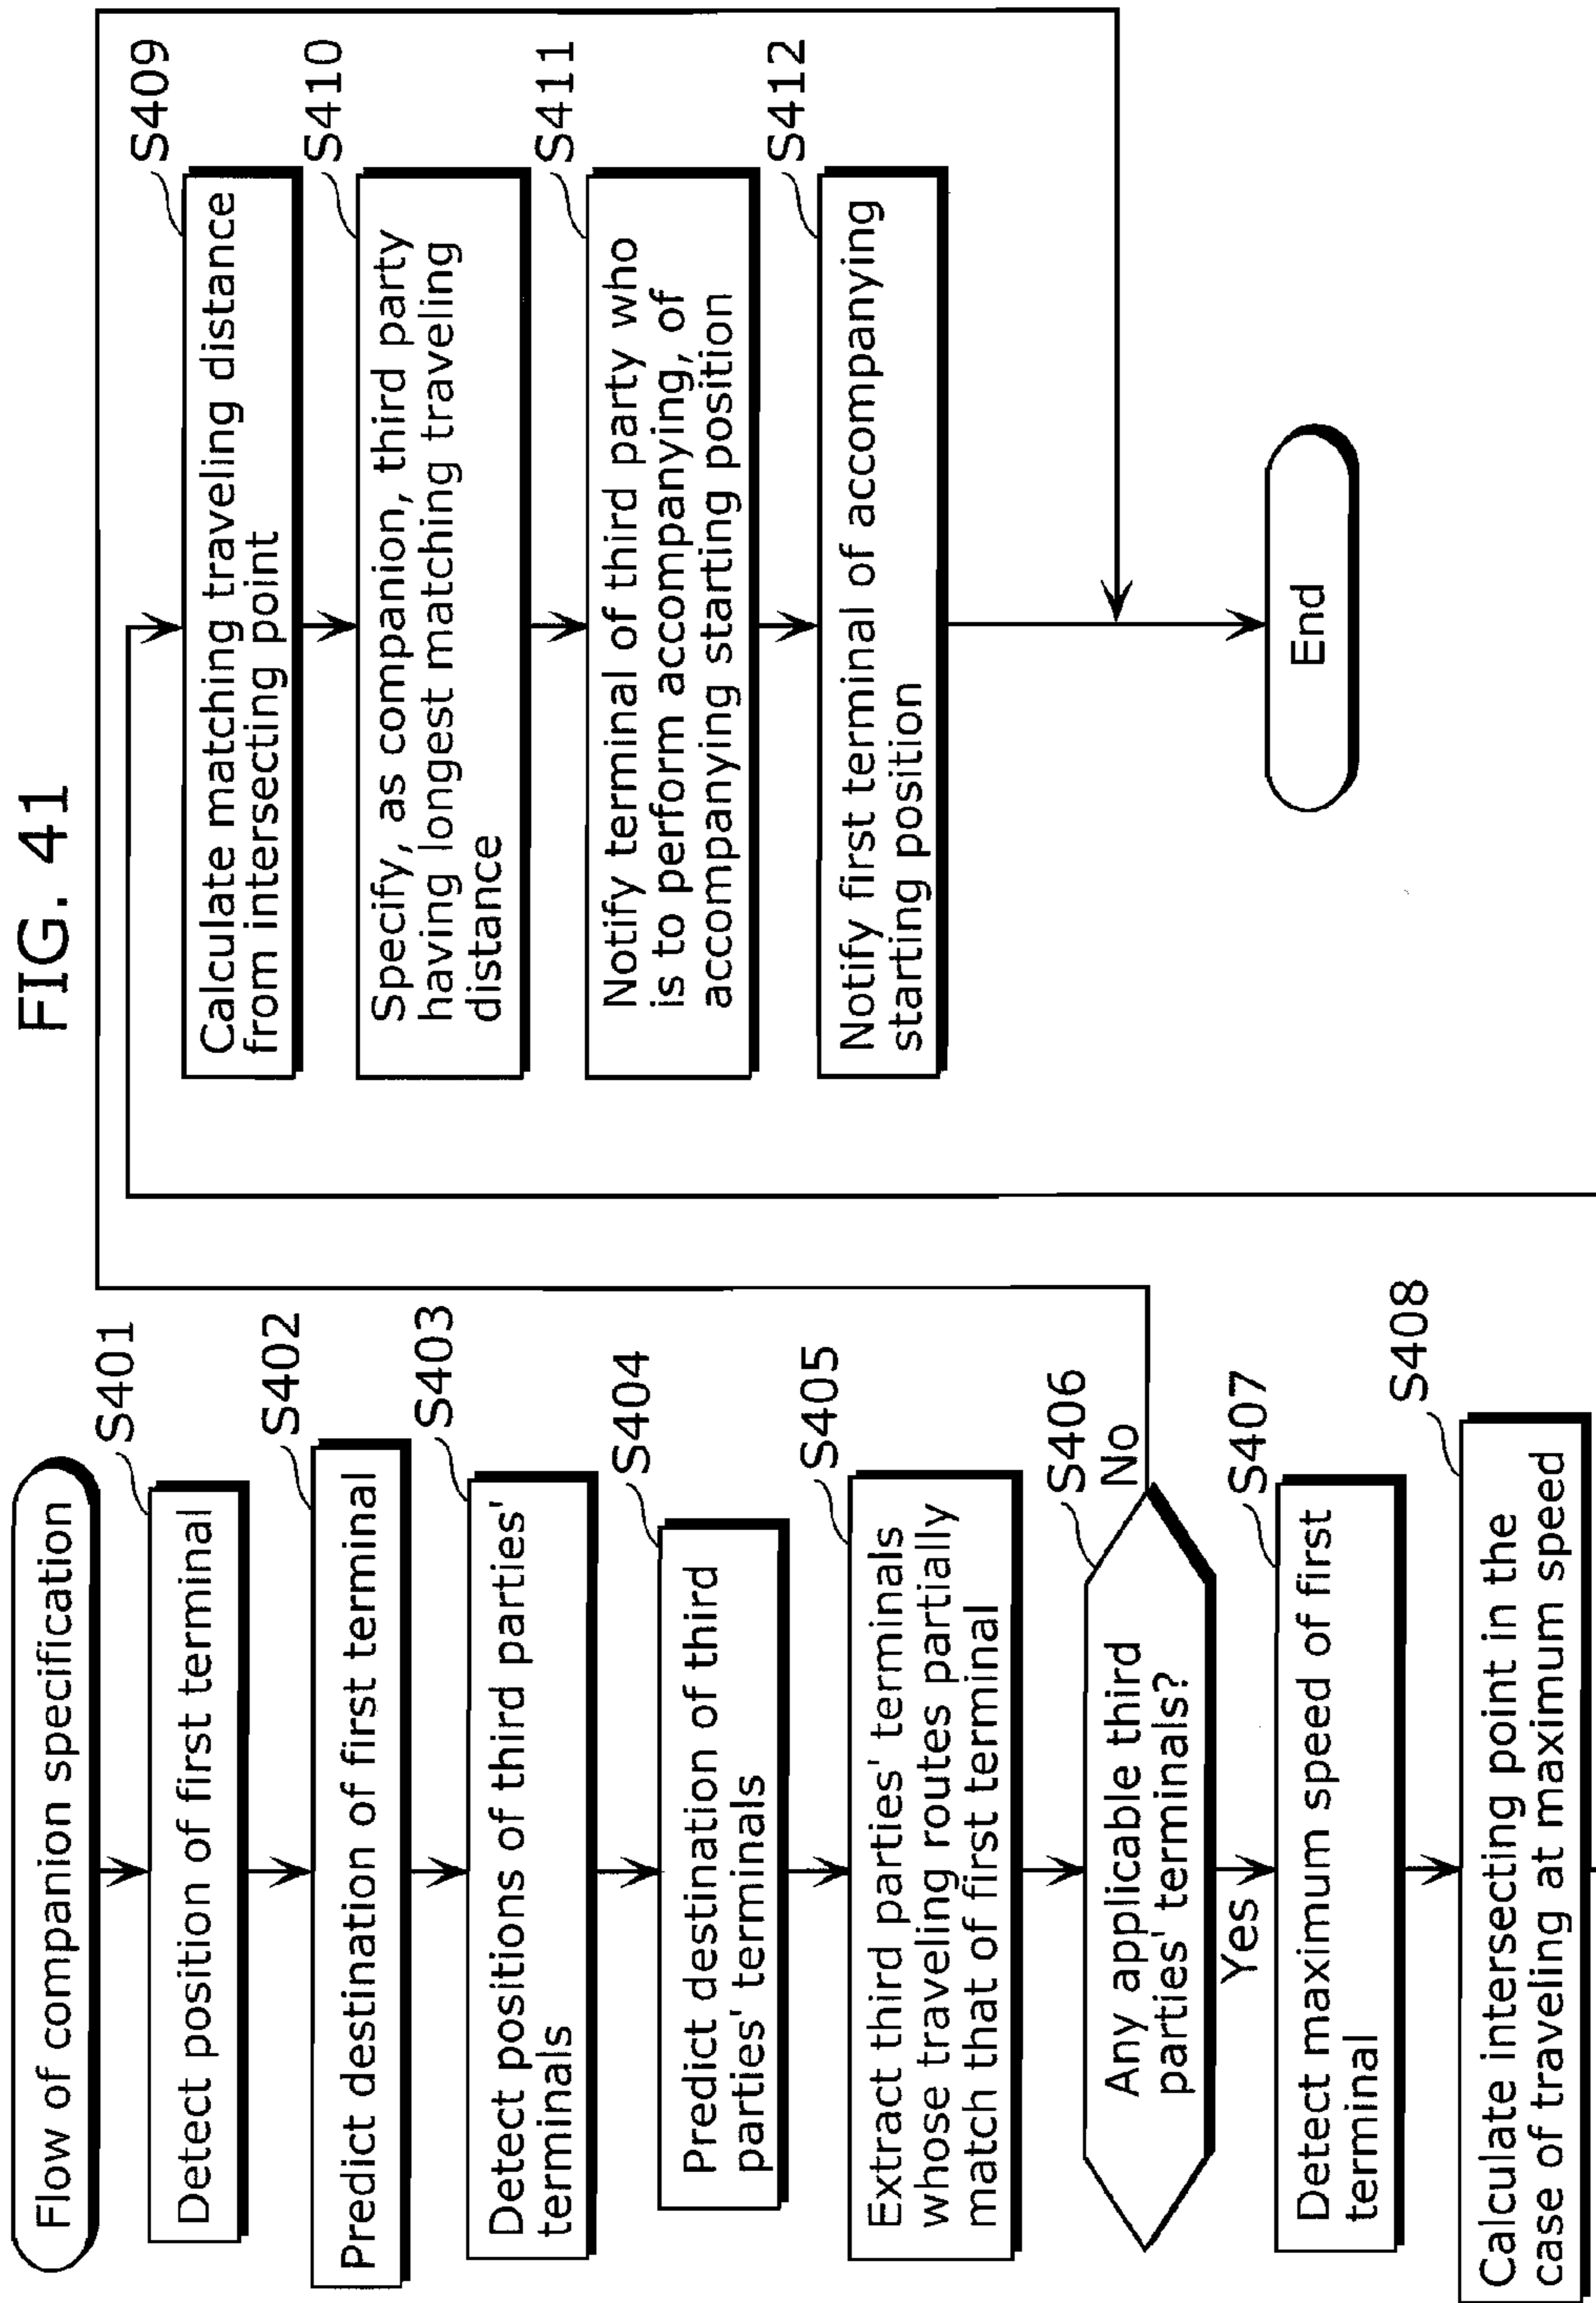 FIG. 41
Flow of companion specification
S401
Detect position of first terminal
S402
Predict destination of first terminal
S403
Detect positions of third parties'
terminals
S404
Predict destination of third
parties' terminals
S405
Extract third parties' terminals
whose traveling routes partially
match that of first terminal
S406
Any applicable third
parties' terminals?
No
Yes
S407
Detect maximum speed of first
terminal
S408
Calculate intersecting point in the
case of traveling at maximum speed
S409
Calculate matching traveling distance
from intersecting point
S410
Specify, as companion, third party
having longest matching traveling
distance
S411
Notify terminal of third party who
is to perform accompanying, of
accompanying starting position
S412
Notify first terminal of accompanying
starting position
End